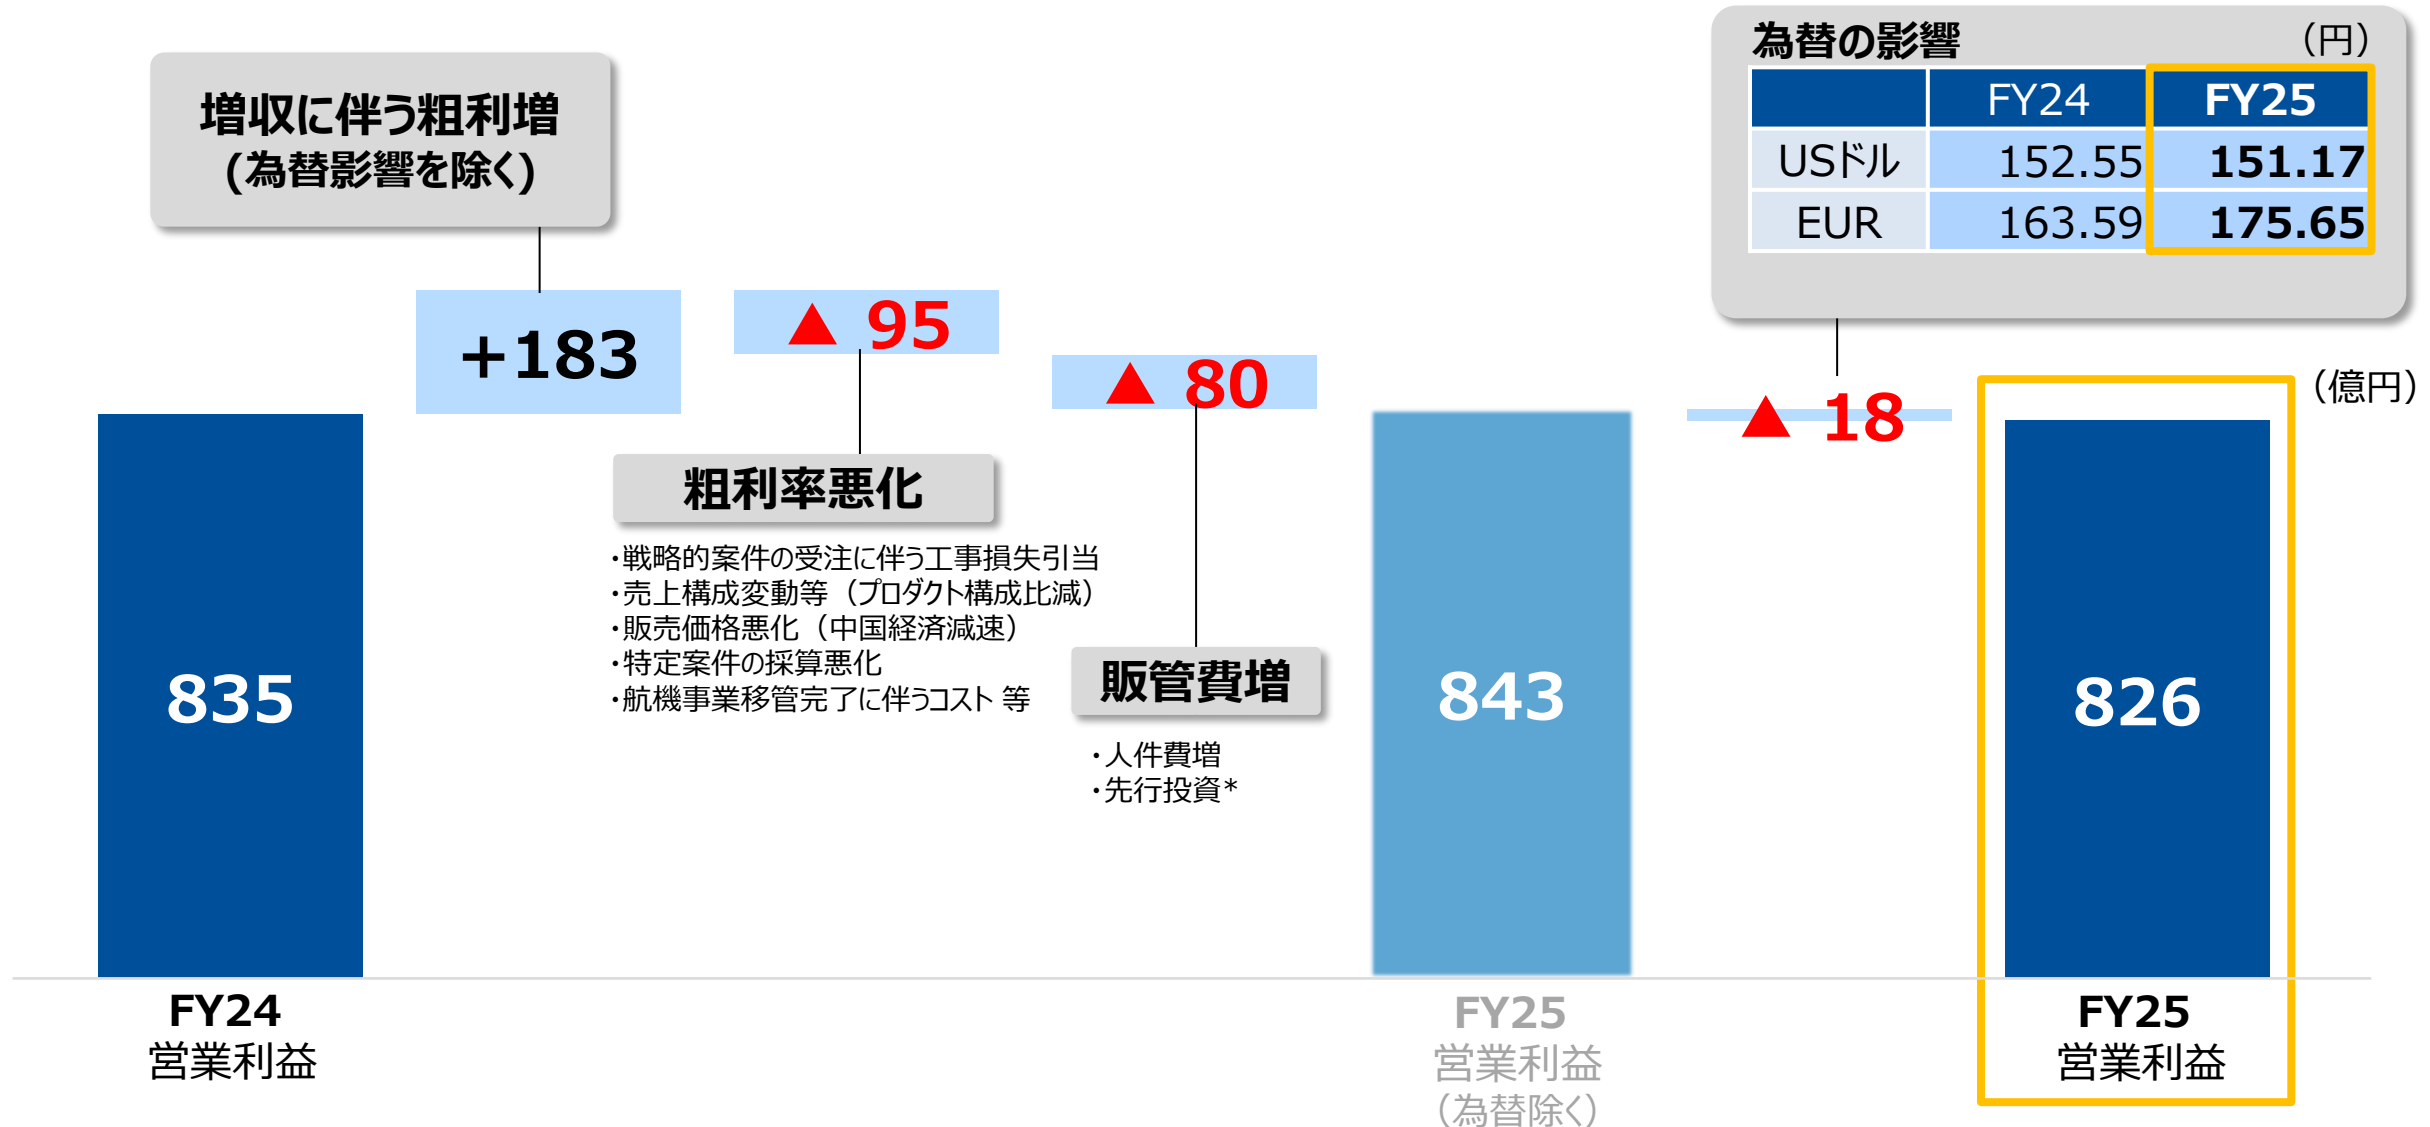 増収に伴う粗利増
(為替影響を除く)
+183
▲ 95
粗利率悪化
・戦略的案件の受注に伴う工事損失引当
・売上構成変動等（プロダクト構成比減）
・販売価格悪化（中国経済減速）
・特定案件の採算悪化
・航機事業移管完了に伴うコスト 等
▲ 80
販管費増
・人件費増
・先行投資*
為替の影響 （円）
FY24 FY25
USドル 152.55 151.17
EUR 163.59 175.65
▲ 18
（億円）
835
843
826
FY24
営業利益
FY25
営業利益
（為替除く）
FY25
営業利益